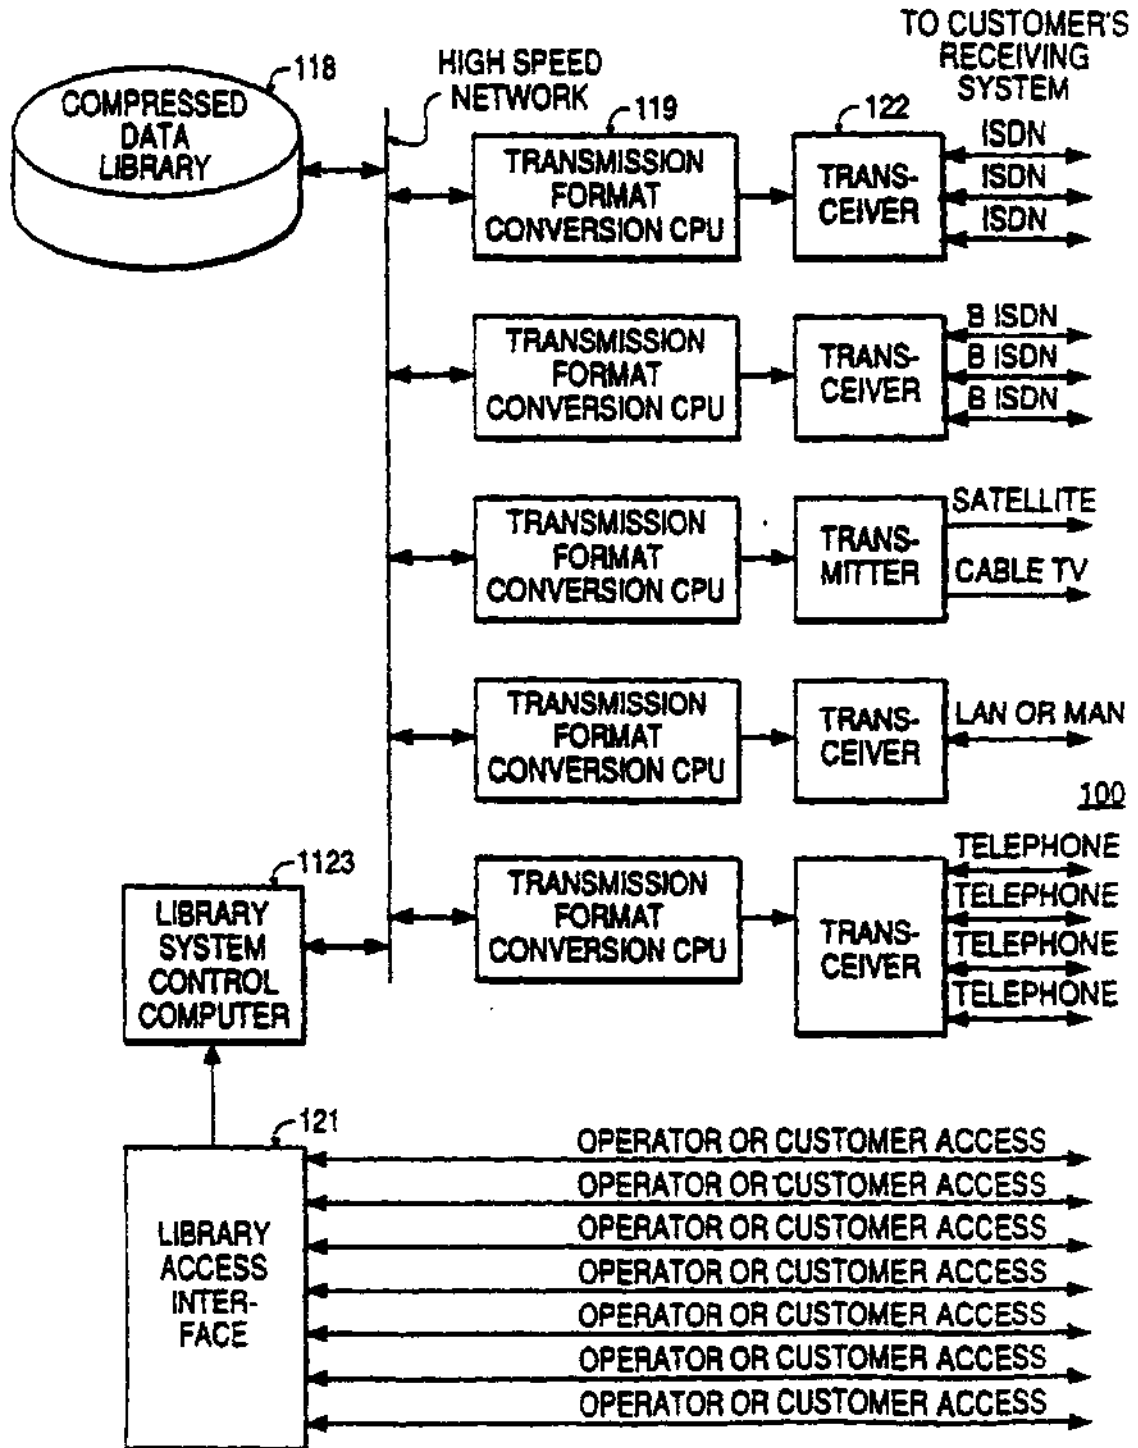 TO CUSTOMER'S
RECEIVING
SYSTEM
118
COMPRESSED
DATA
LIBRARY
HIGH SPEED
NETWORK
119
TRANSMISSION
FORMAT
CONVERSION CPU
122
TRANS-
CEIVER
ISDN
ISDN
ISDN
TRANSMISSION
FORMAT
CONVERSION CPU
TRANS-
CEIVER
B ISDN
B ISDN
B ISDN
TRANSMISSION
FORMAT
CONVERSION CPU
TRANS-
MITTER
SATELLITE
CABLE TV
TRANSMISSION
FORMAT
CONVERSION CPU
TRANS-
CEIVER
LAN OR MAN
100
1123
LIBRARY
SYSTEM
CONTROL
COMPUTER
TRANSMISSION
FORMAT
CONVERSION CPU
TRANS-
CEIVER
TELEPHONE
TELEPHONE
TELEPHONE
TELEPHONE
121
LIBRARY
ACCESS
INTER-
FACE
OPERATOR OR CUSTOMER ACCESS
OPERATOR OR CUSTOMER ACCESS
OPERATOR OR CUSTOMER ACCESS
OPERATOR OR CUSTOMER ACCESS
OPERATOR OR CUSTOMER ACCESS
OPERATOR OR CUSTOMER ACCESS
OPERATOR OR CUSTOMER ACCESS